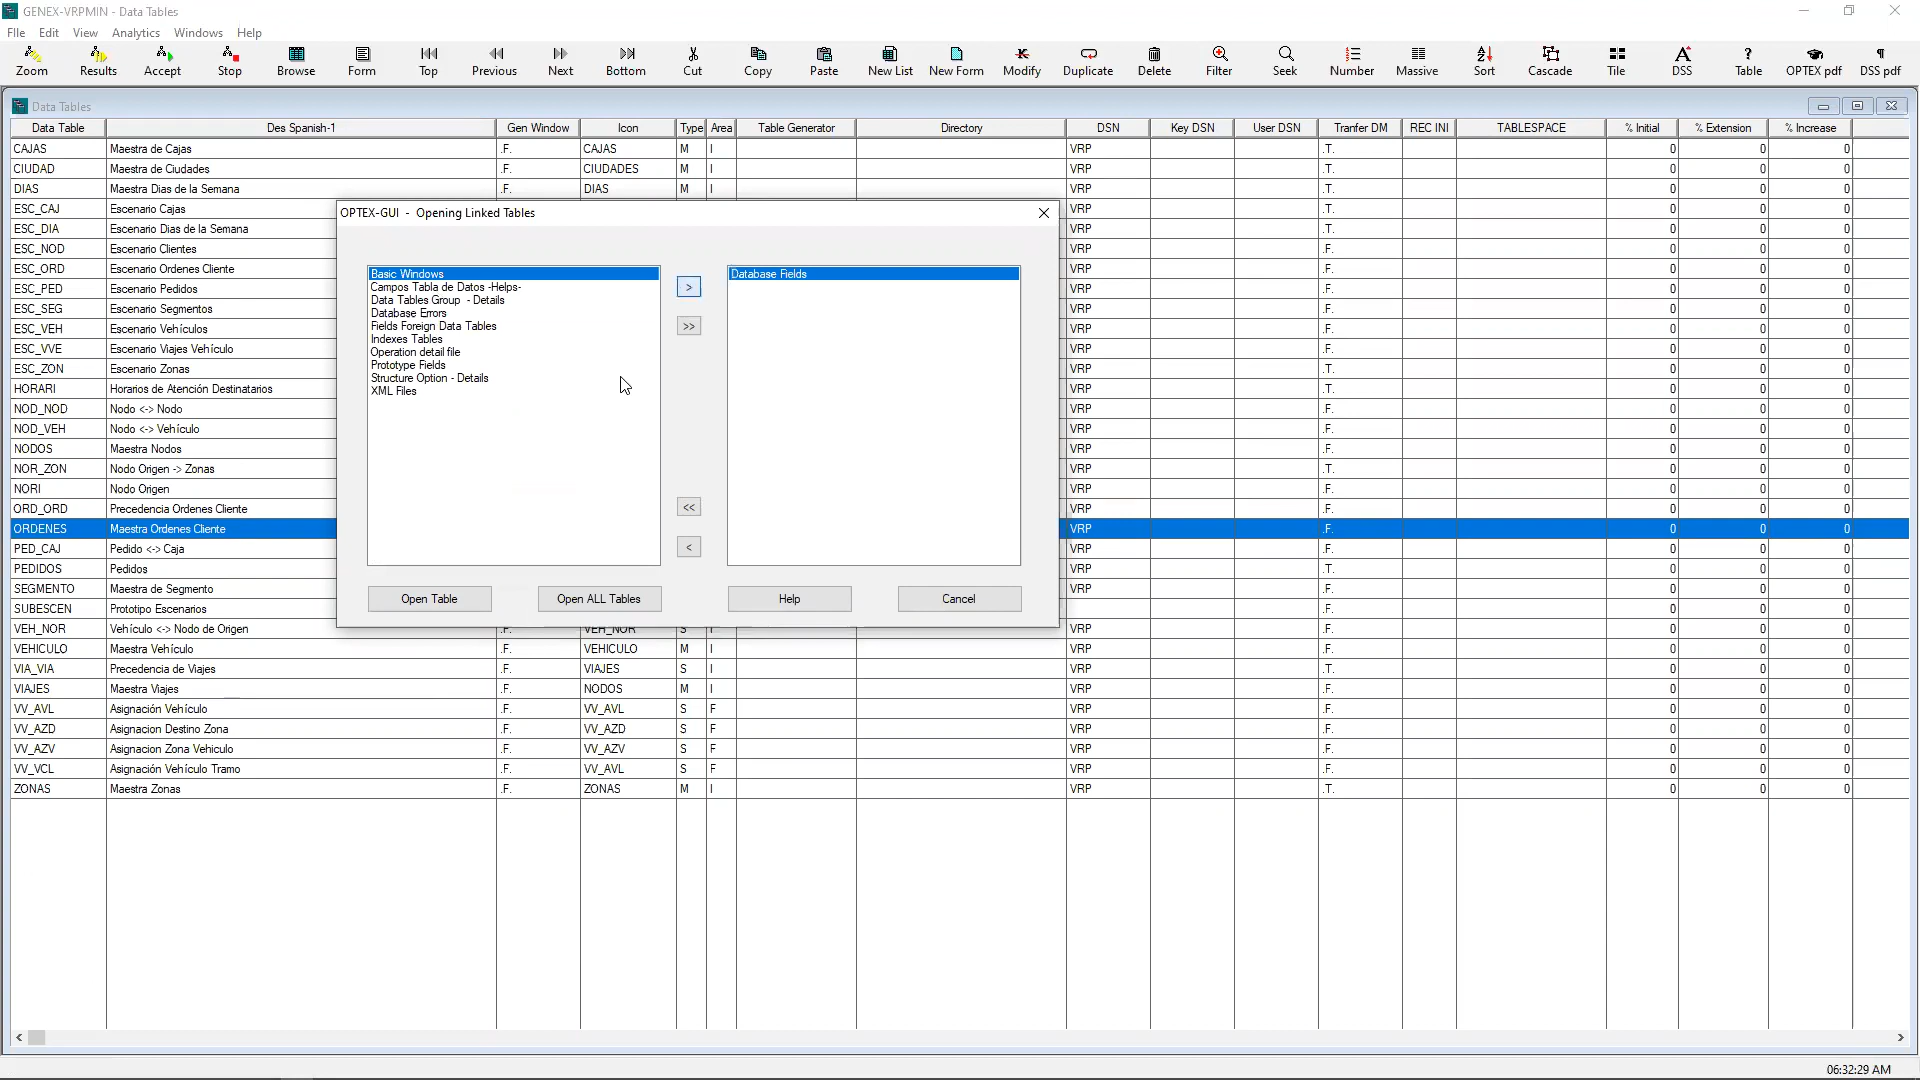 GENEX-VRPMIN - Data Tables
FIle Edit View Analytics Windows Help
Zoom Results Accept Stop Browse Form Top Previous Next Bottom Cut Copy Paste New List New Form Modify Duplicate Delete Filter Seek Number Massive Sort Cascade Tile DSS Table OPTEX pdf DSS pdf
Data Tables
Data Table Des Spanish-1 Gen Window Icon Type Area Table Generator Directory DSN Key DSN User DSN Tranfer DM REC INI TABLESPACE % Initial % Extension % Increase
CAJAS Maestra de Cajas .F. CAJAS M I VRP .T. 0 0 0
CIUDAD Maestra de Ciudades .F. CIUDADES M I VRP .T. 0 0 0
DIAS Maestra Dias de la Semana .F. DIAS M I VRP .T. 0 0 0
ESC_CAJ Escenario Cajas VRP .T. 0 0 0
ESC_DIA Escenario Dias de la Semana VRP .T. 0 0 0
ESC_NOD Escenario Clientes VRP .F. 0 0 0
ESC_ORD Escenario Ordenes Cliente VRP .F. 0 0 0
ESC_PED Escenario Pedidos VRP .F. 0 0 0
ESC_SEG Escenario Segmentos VRP .F. 0 0 0
ESC_VEH Escenario Vehículos VRP .F. 0 0 0
ESC_VVE Escenario Viajes Vehículo VRP .F. 0 0 0
ESC_ZON Escenario Zonas VRP .T. 0 0 0
HORARI Horarios de Atención Destinatarios VRP .T. 0 0 0
NOD_NOD Nodo <-> Nodo VRP .F. 0 0 0
NOD_VEH Nodo <-> Vehículo VRP .F. 0 0 0
NODOS Maestra Nodos VRP .F. 0 0 0
NOR_ZON Nodo Origen -> Zonas VRP .T. 0 0 0
NORI Nodo Origen VRP .F. 0 0 0
ORD_ORD Precedencia Ordenes Cliente VRP .F. 0 0 0
ORDENES Maestra Ordenes Cliente VRP .F. 0 0 0
PED_CAJ Pedido <-> Caja VRP .F. 0 0 0
PEDIDOS Pedidos VRP .T. 0 0 0
SEGMENTO Maestra de Segmento VRP .F. 0 0 0
SUBESCEN Prototipo Escenarios .F. 0 0 0
VEH_NOR Vehículo <-> Nodo de Origen .F. VEH_NOR S I VRP .F. 0 0 0
VEHICULO Maestra Vehículo .F. VEHICULO M I VRP .F. 0 0 0
VIA_VIA Precedencia de Viajes .F. VIAJES S I VRP .T. 0 0 0
VIAJES Maestra Viajes .F. NODOS M I VRP .F. 0 0 0
VV_AVL Asignación Vehículo .F. VV_AVL S F VRP .F. 0 0 0
VV_AZD Asignacion Destino Zona .F. VV_AZD S F VRP .F. 0 0 0
VV_AZV Asignacion Zona Vehiculo .F. VV_AZV S F VRP .F. 0 0 0
VV_VCL Asignación Vehículo Tramo .F. VV_AVL S F VRP .F. 0 0 0
ZONAS Maestra Zonas .F. ZONAS M I VRP .T. 0 0 0
OPTEX-GUI - Opening Linked Tables
Basic Windows
Campos Tabla de Datos -Helps-
Data Tables Group - Details
Database Errors
Fields Foreign Data Tables
Indexes Tables
Operation detail file
Prototype Fields
Structure Option - Details
XML Files
>
>>
<<
<
Database Fields
Open Table Open ALL Tables Help Cancel
06:32:29 AM